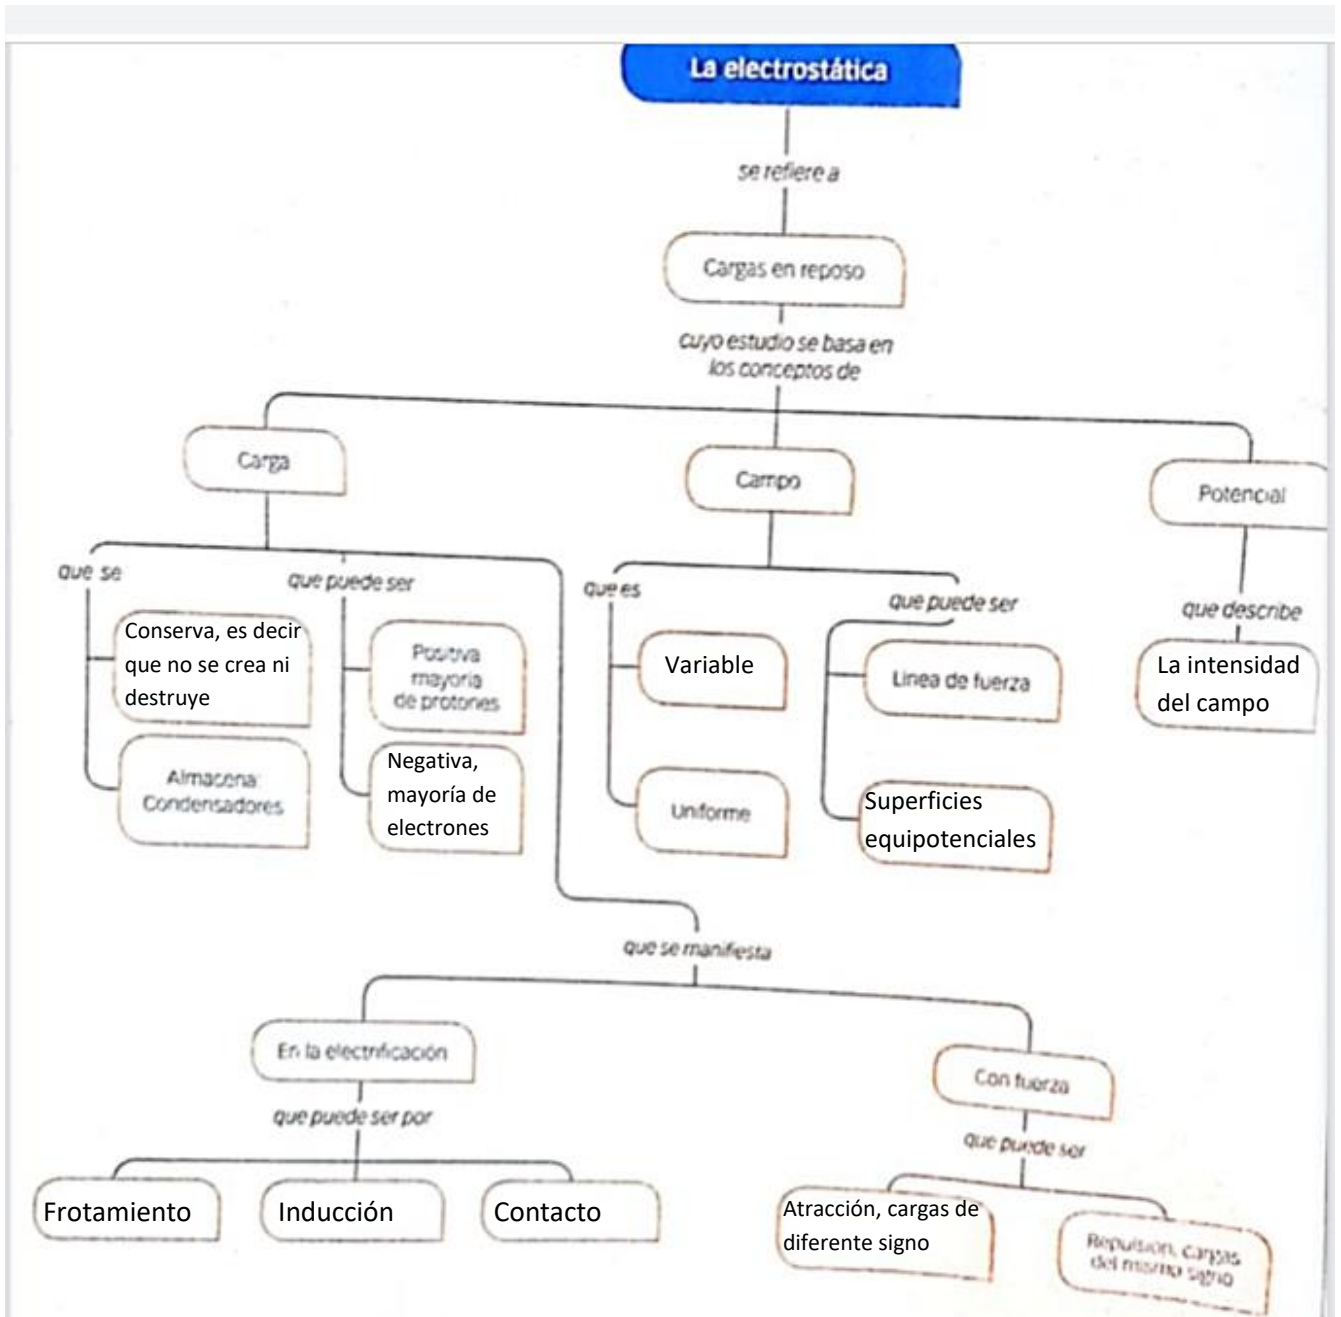 La electrostática
se refiere a
Cargas en reposo
cuyo estudio se basa en
los conceptos de
Carga
Campo
Potencial
que se
que puede ser
que es
que puede ser
que describe
Conserva, es decir
que no se crea ni
destruye
Positiva
mayoría
de protones
Variable
Linea de fuerza
La intensidad
del campo
Almacena:
Condensadores
Negativa,
mayoría de
electrones
Uniforme
Superficies
equipotenciales
que se manifiesta
En la electrificación
Con fuerza
que puede ser por
que puede ser
Frotamiento
Inducción
Contacto
Atracción, cargas de
diferente signo
Repulsión, cargas
del mismo signo